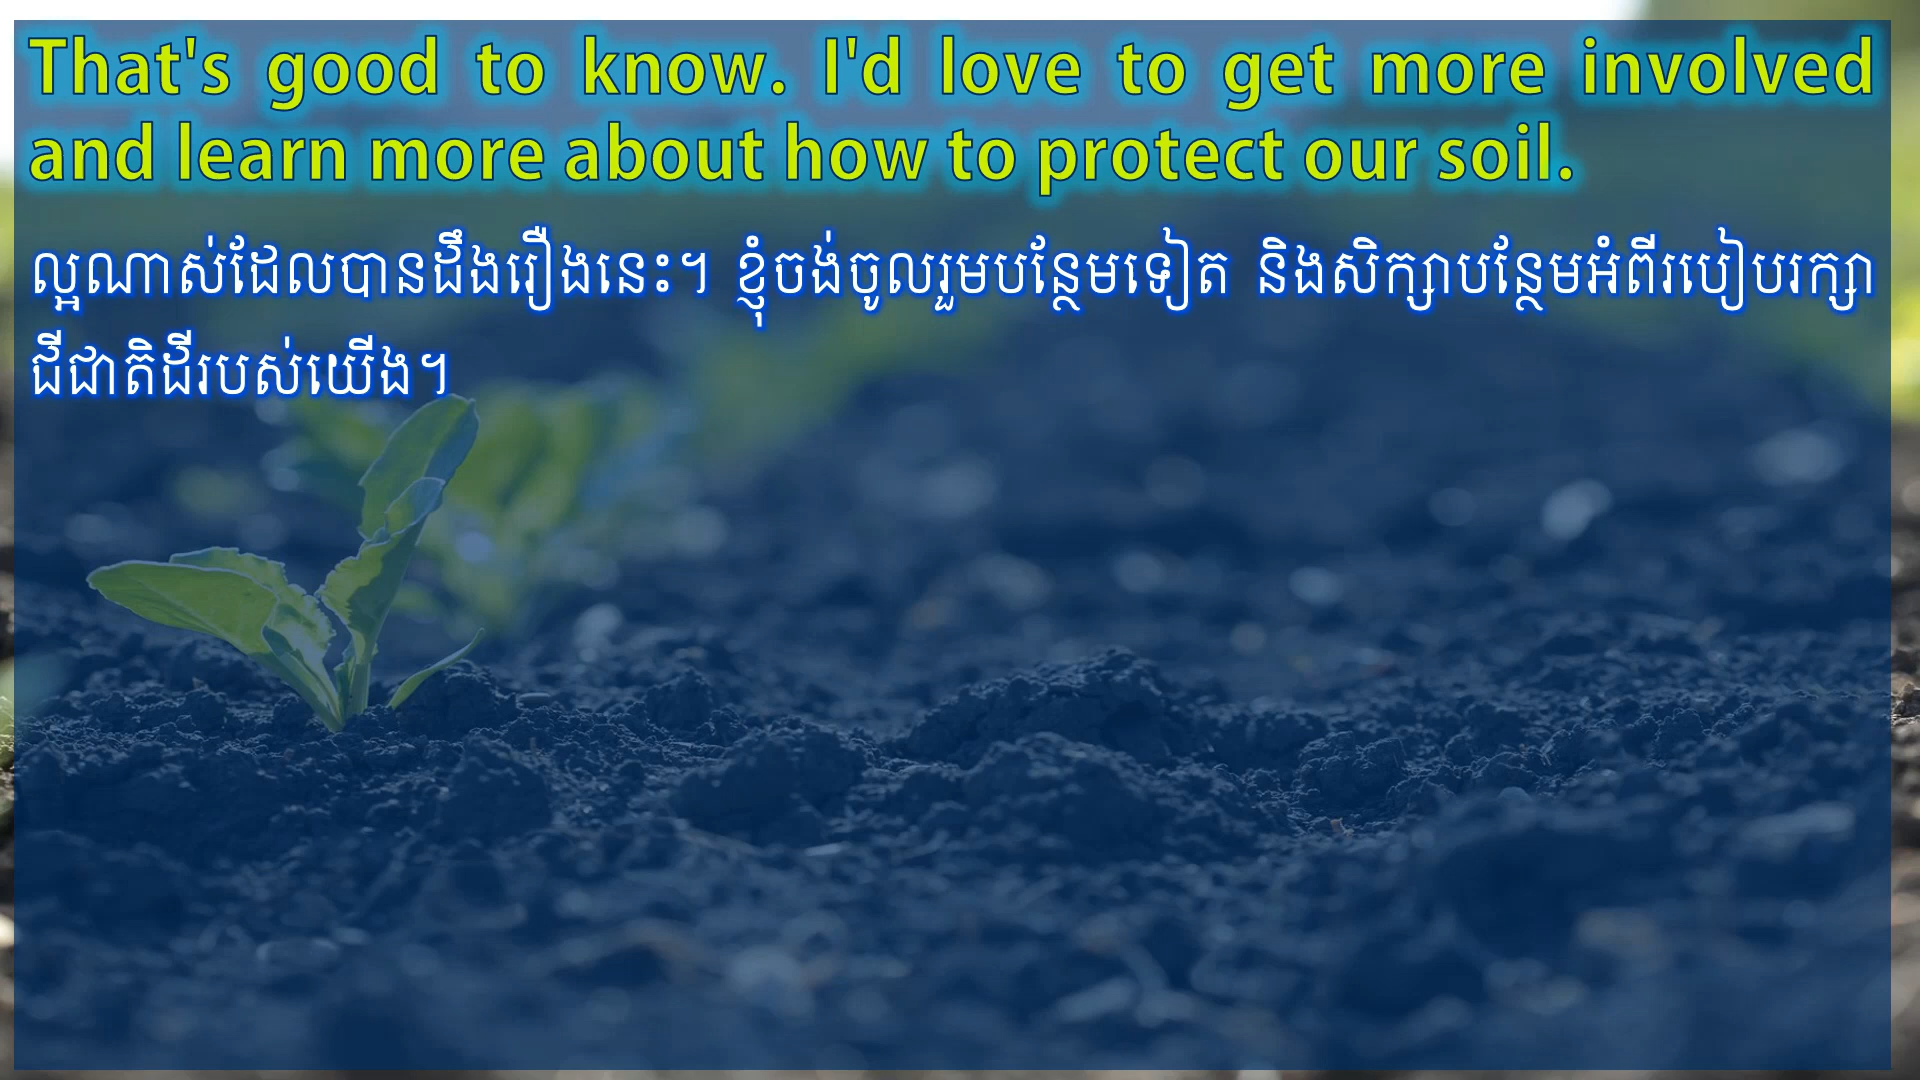 That's good to know. I'd love to get more involved
and learn more about how to protect our soil.
ល្អណាស់ដែលបានដឹងរឿងនេះ។ ខ្ញុំចង់ចូលរួមបន្ថែមទៀត និងសិក្សាបន្ថែមអំពីរបៀបរក្សា
ជីជាតិដីរបស់យើង។